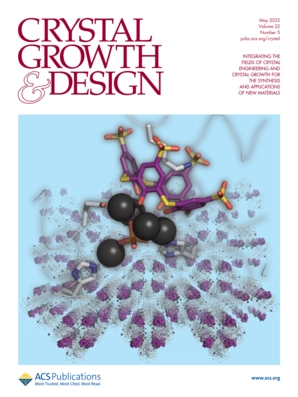 May 2022
Volume 22
Number 5
pubs.acs.org/crystal
CRYSTAL
GROWTH
& DESIGN
INTEGRATING THE
FIELDS OF CRYSTAL
ENGINEERING AND
CRYSTAL GROWTH FOR
THE SYNTHESIS
AND APPLICATIONS
OF NEW MATERIALS
ACS Publications
Most Trusted. Most Cited. Most Read.
www.acs.org